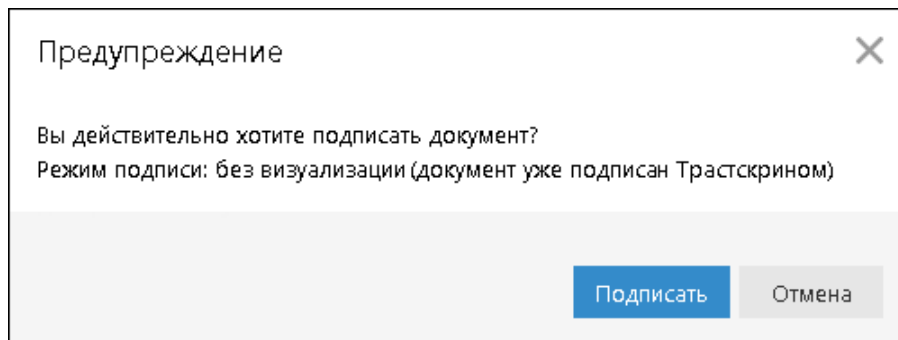 Предупреждение
Вы действительно хотите подписать документ?
Режим подписи: без визуализации (документ уже подписан Трастскрином)
Подписать Отмена